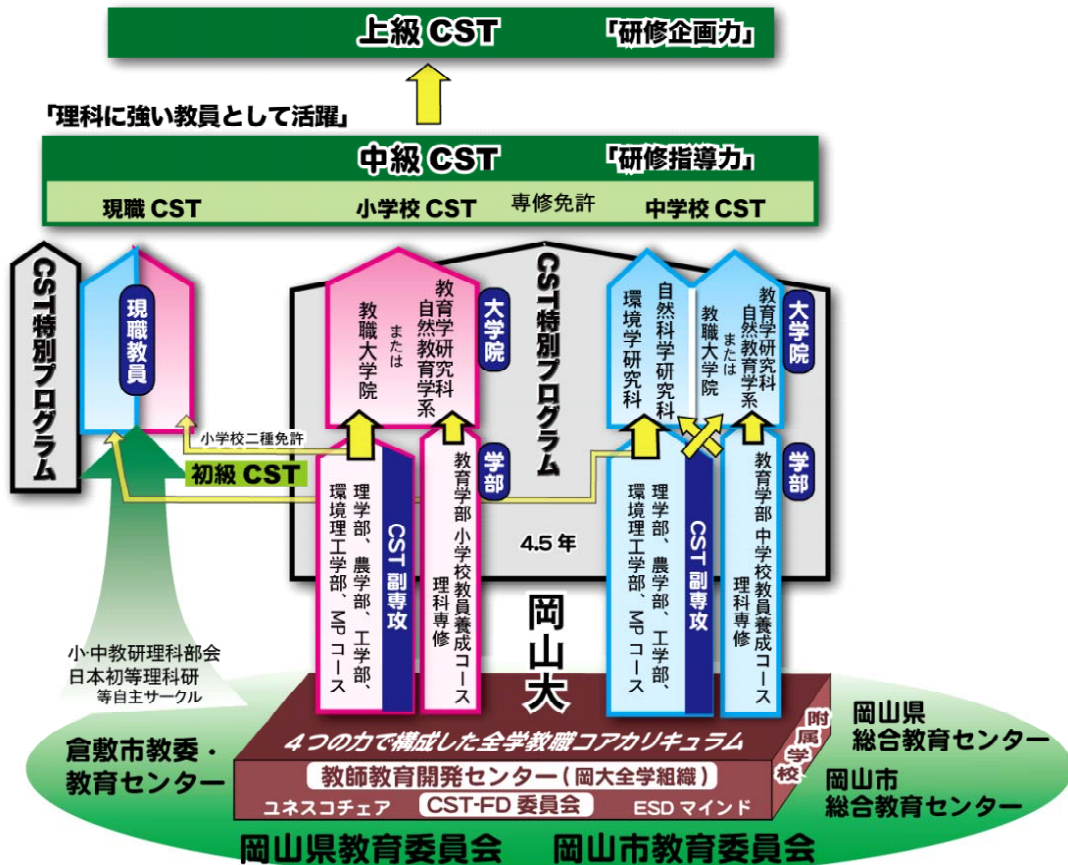 上級 CST 「研修企画力」
「理科に強い教員として活躍」
中級 CST 「研修指導力」
現職 CST 小学校 CST 専修免許 中学校 CST
CST特別プログラム
現職教員
小学校二種免許
初級 CST
小・中教研理科部会
日本初等理科研
等自主サークル
教育学研究科
自然教育学系
または
教職大学院
大学院
学部
理学部、農学部、工学部、
環境理工学部、MPコース
CST 副専攻
教育学部 小学校教員養成コース
理科専修
CST特別プログラム
4.5 年
岡山大
自然科学研究科
環境学研究科
教育学研究科
自然教育学系
または
教職大学院
大学院
学部
理学部、農学部、工学部、
環境理工学部、MPコース
CST 副専攻
教育学部 中学校教員養成コース
理科専修
4つの力で構成した全学教職コアカリキュラム
附属学校
教師教育開発センター(岡大全学組織)
ユネスコチェア CST-FD 委員会 ESD マインド
倉敷市教委・
教育センター
岡山県
総合教育センター
岡山市
総合教育センター
岡山県教育委員会 岡山市教育委員会